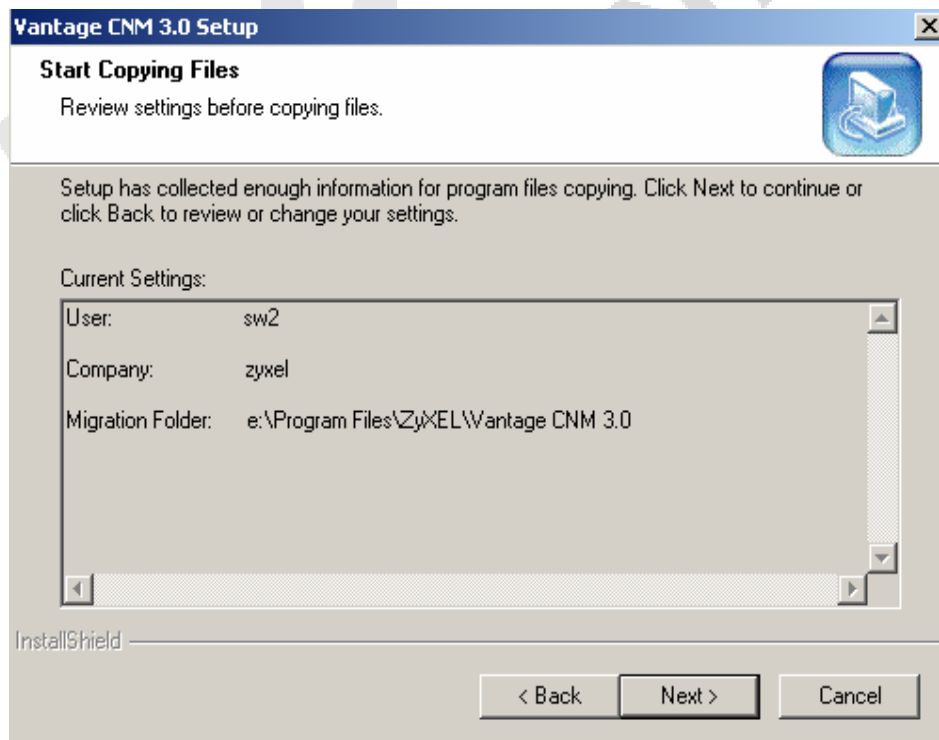 Vantage CNM 3.0 Setup
Start Copying Files
Review settings before copying files.
Setup has collected enough information for program files copying. Click Next to continue or
click Back to review or change your settings.
Current Settings:
User: sw2
Company: zyxel
Migration Folder: e:\Program Files\ZyXEL\Vantage CNM 3.0
InstallShield
< Back Next > Cancel